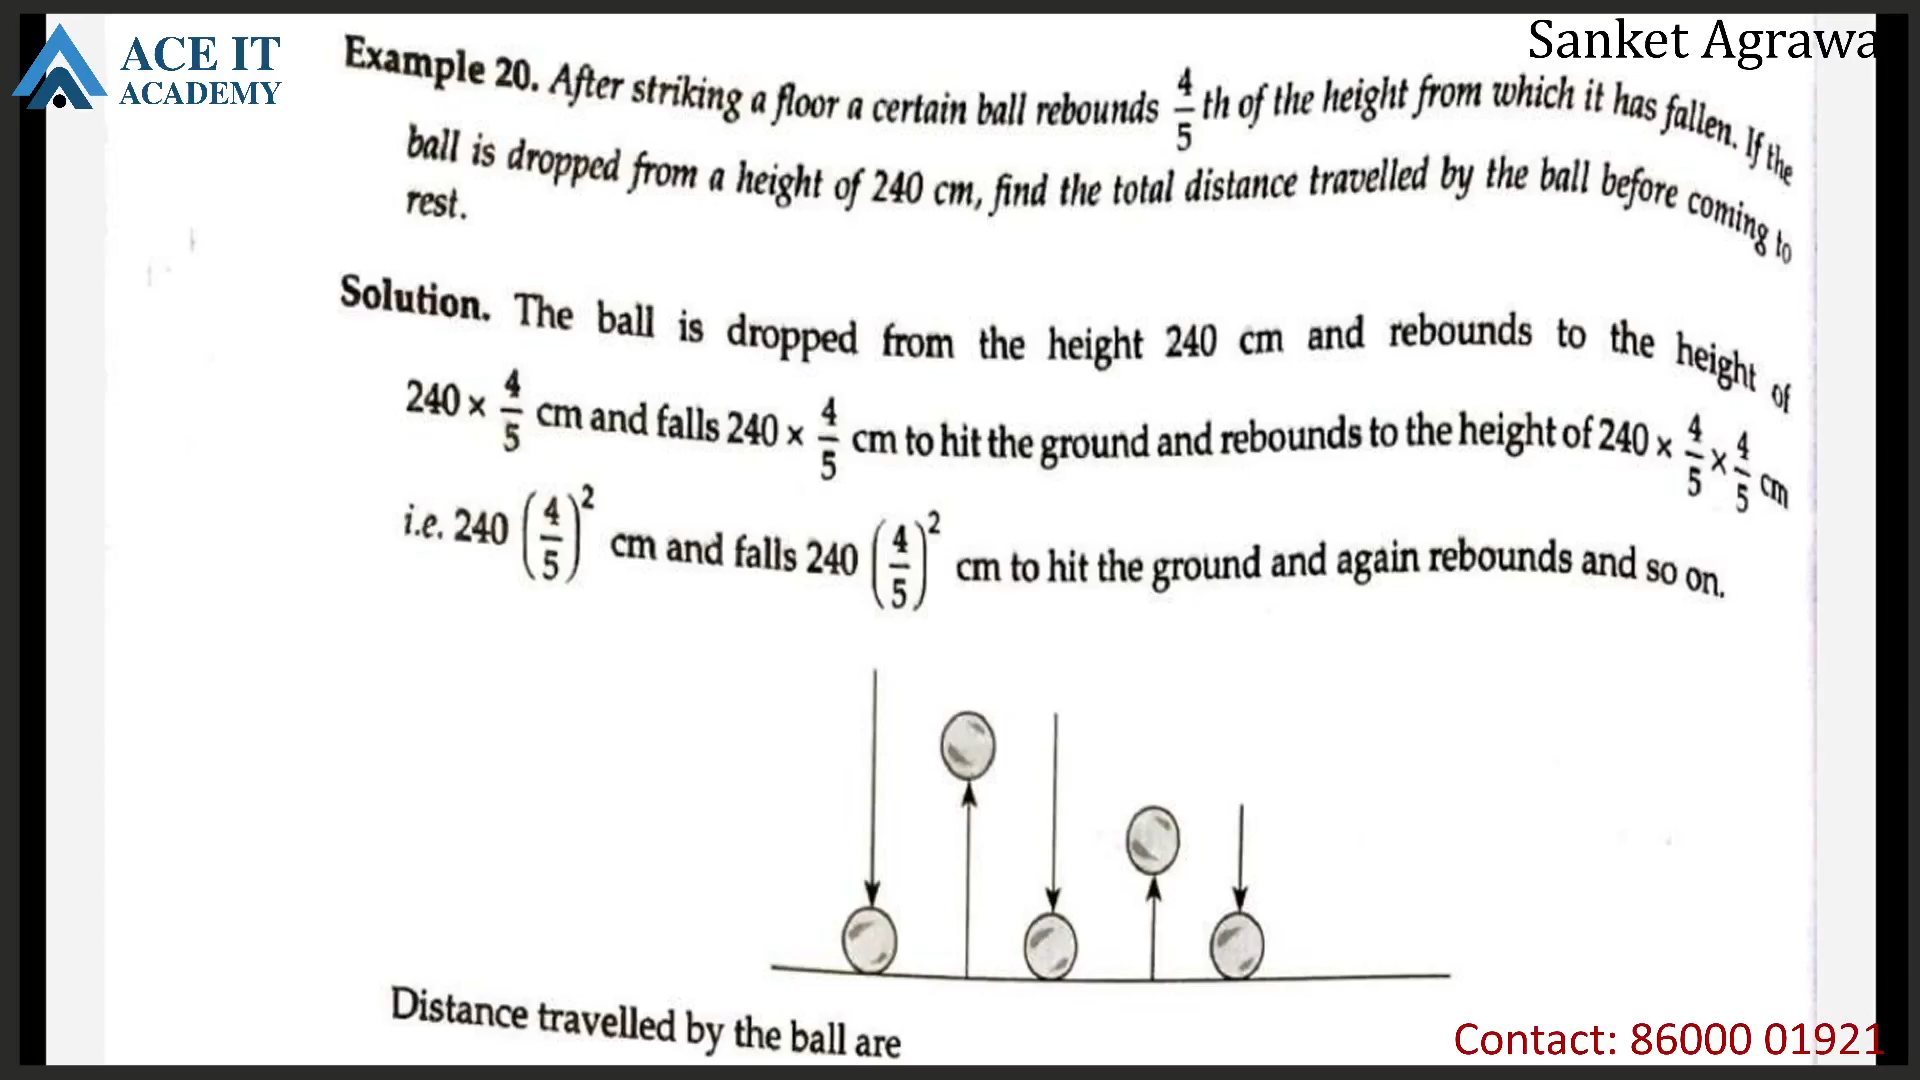 ACE IT
ACADEMY
Sanket Agrawa
Example 20. After striking a floor a certain ball rebounds 4/5 th of the height from which it has fallen. If the
ball is dropped from a height of 240 cm, find the total distance travelled by the ball before coming to
rest.
Solution. The ball is dropped from the height 240 cm and rebounds to the height of
240 × 4/5 cm and falls 240 × 4/5 cm to hit the ground and rebounds to the height of 240 × 4/5 × 4/5 cm
i.e. 240 (4/5)² cm and falls 240 (4/5)² cm to hit the ground and again rebounds and so on.
Distance travelled by the ball are
Contact: 86000 01921